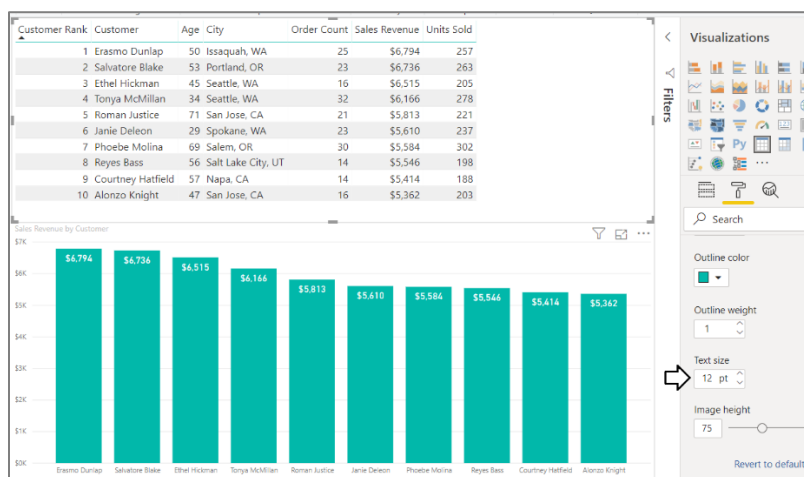 Customer Rank Customer Age City Order Count Sales Revenue Units Sold
1 Erasmo Dunlap 50 Issaquah, WA 25 $6,794 257
2 Salvatore Blake 53 Portland, OR 23 $6,736 263
3 Ethel Hickman 45 Seattle, WA 16 $6,515 205
4 Tonya McMillan 34 Seattle, WA 32 $6,166 278
5 Roman Justice 71 San Jose, CA 21 $5,813 221
6 Janie Deleon 29 Spokane, WA 23 $5,610 237
7 Phoebe Molina 69 Salem, OR 30 $5,584 302
8 Reyes Bass 56 Salt Lake City, UT 14 $5,546 198
9 Courtney Hatfield 57 Napa, CA 14 $5,414 188
10 Alonzo Knight 47 San Jose, CA 16 $5,362 203
Sales Revenue by Customer
$7K
$6K
$5K
$4K
$3K
$2K
$1K
$0K
$6,794 $6,736 $6,515 $6,166 $5,813 $5,610 $5,584 $5,546 $5,414 $5,362
Erasmo Dunlap Salvatore Blake Ethel Hickman Tonya McMillan Roman Justice Janie Deleon Phoebe Molina Reyes Bass Courtney Hatfield Alonzo Knight
Filters
Visualizations
Py
Search
Outline color
Outline weight
1
Text size
12 pt
Image height
75
Revert to default